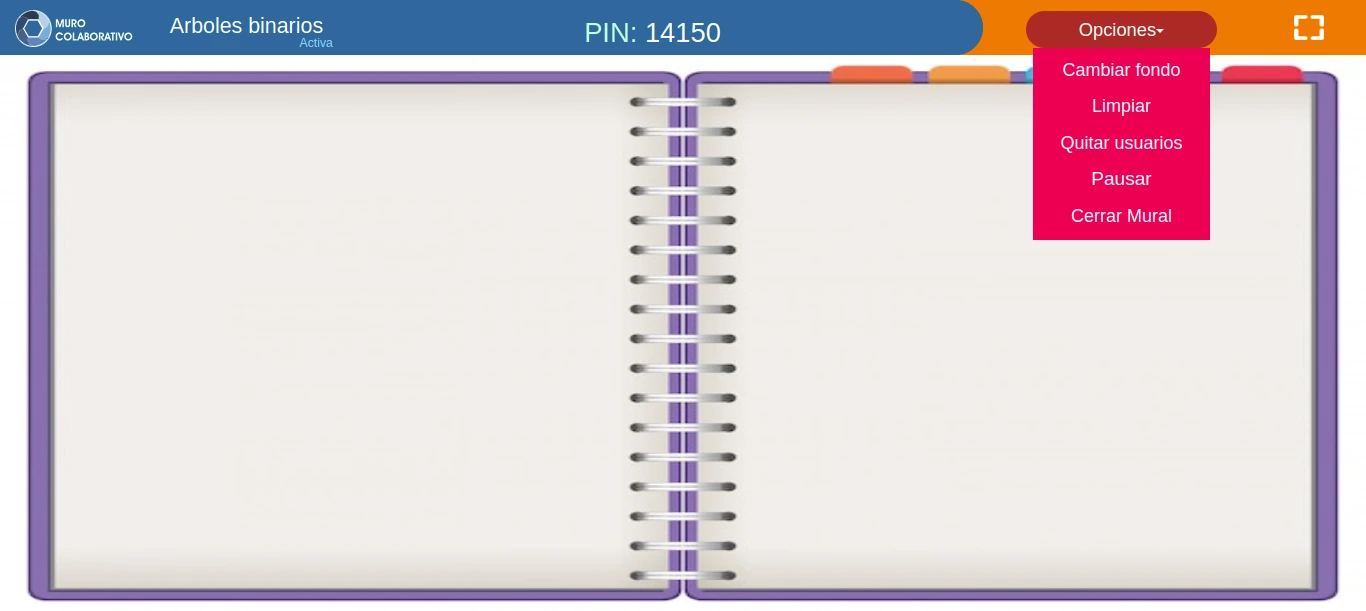 MURO
COLABORATIVO
Arboles binarios
Activa
PIN: 14150
Opciones
Cambiar fondo
Limpiar
Quitar usuarios
Pausar
Cerrar Mural